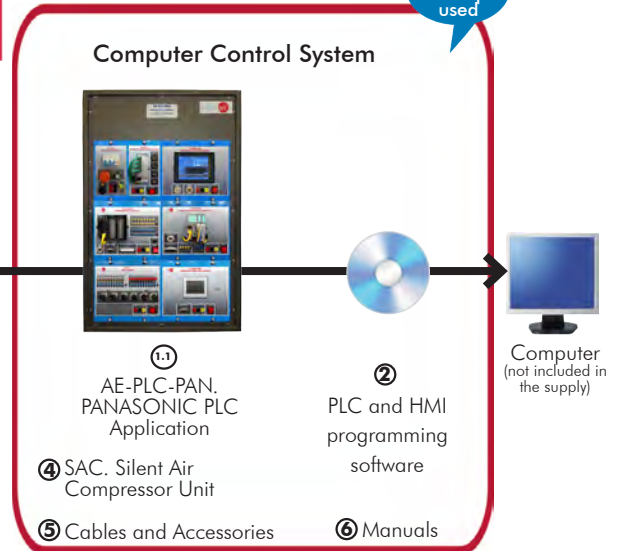 used
Computer Control System
1.1
AE-PLC-PAN.
PANASONIC PLC
Application
2
PLC and HMI
programming
software
Computer
(not included in
the supply)
4 SAC. Silent Air
Compressor Unit
5 Cables and Accessories
6 Manuals